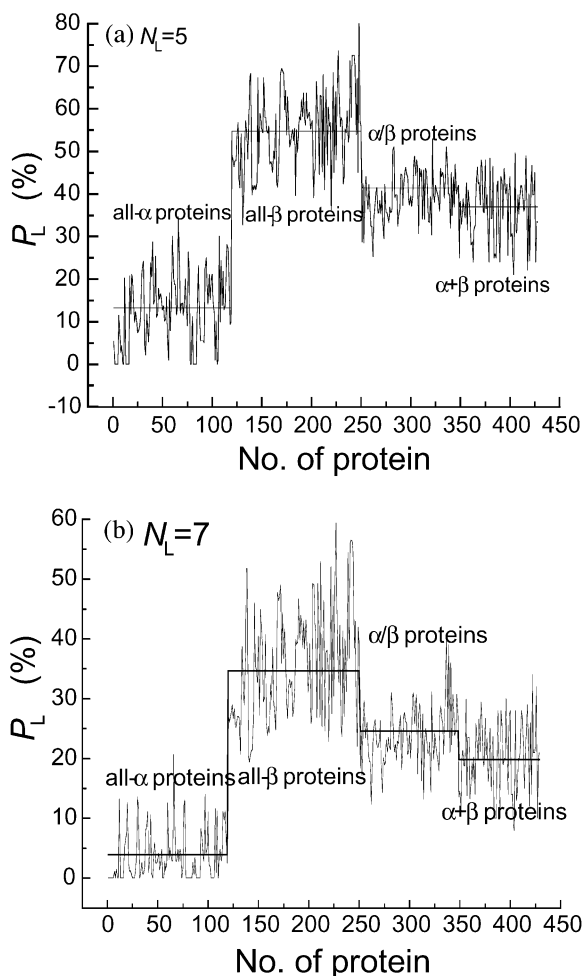 (a) N_L=5
80
70
60
50
40
30
20
10
0
-10
P_L (%)
all-α proteins
all-β proteins
α/β proteins
α+β proteins
0 50 100 150 200 250 300 350 400 450
No. of protein
(b) N_L=7
60
50
40
30
20
10
0
P_L (%)
α/β proteins
all-α proteins
all-β proteins
α+β proteins
0 50 100 150 200 250 300 350 400 450
No. of protein